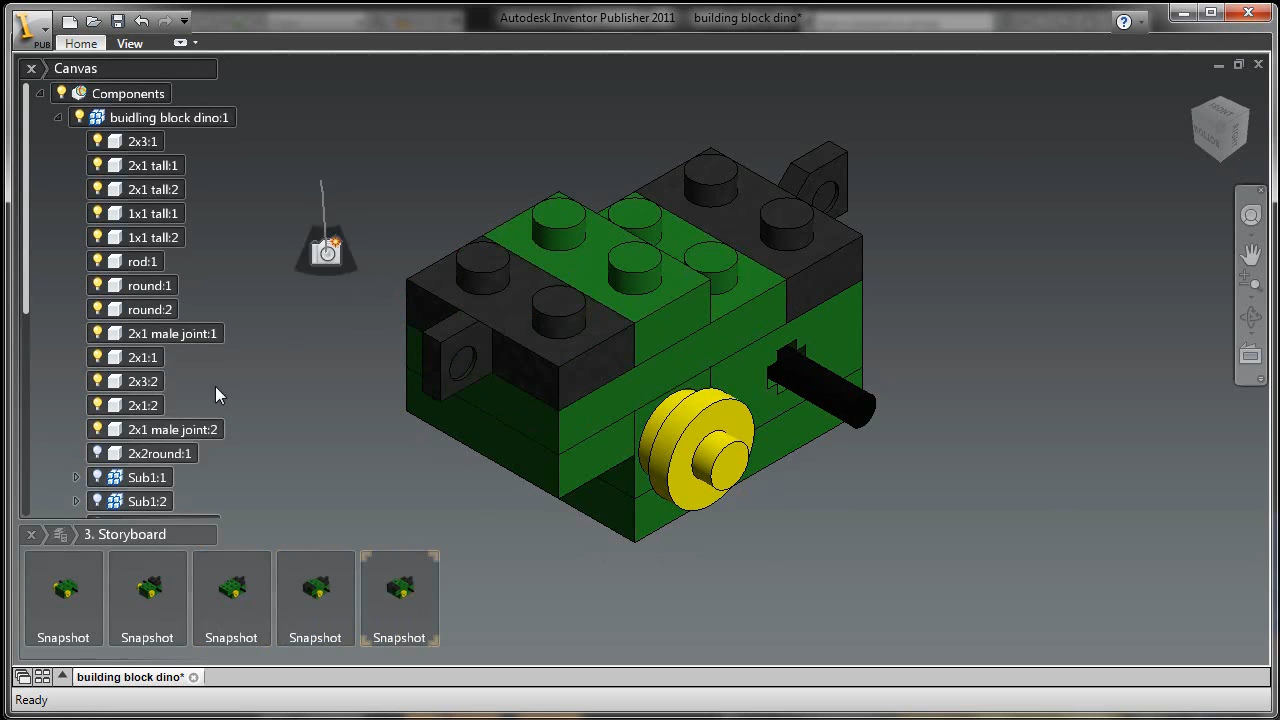 Autodesk Inventor Publisher 2011 building block dino*
PUB
Home View
Canvas
Components
buidling block dino:1
2x3:1
2x1 tall:1
2x1 tall:2
1x1 tall:1
1x1 tall:2
rod:1
round:1
round:2
2x1 male joint:1
2x1:1
2x3:2
2x1:2
2x1 male joint:2
2x2round:1
Sub1:1
Sub1:2
FRONT
BOTTOM
3. Storyboard
Snapshot Snapshot Snapshot Snapshot Snapshot
building block dino*
Ready